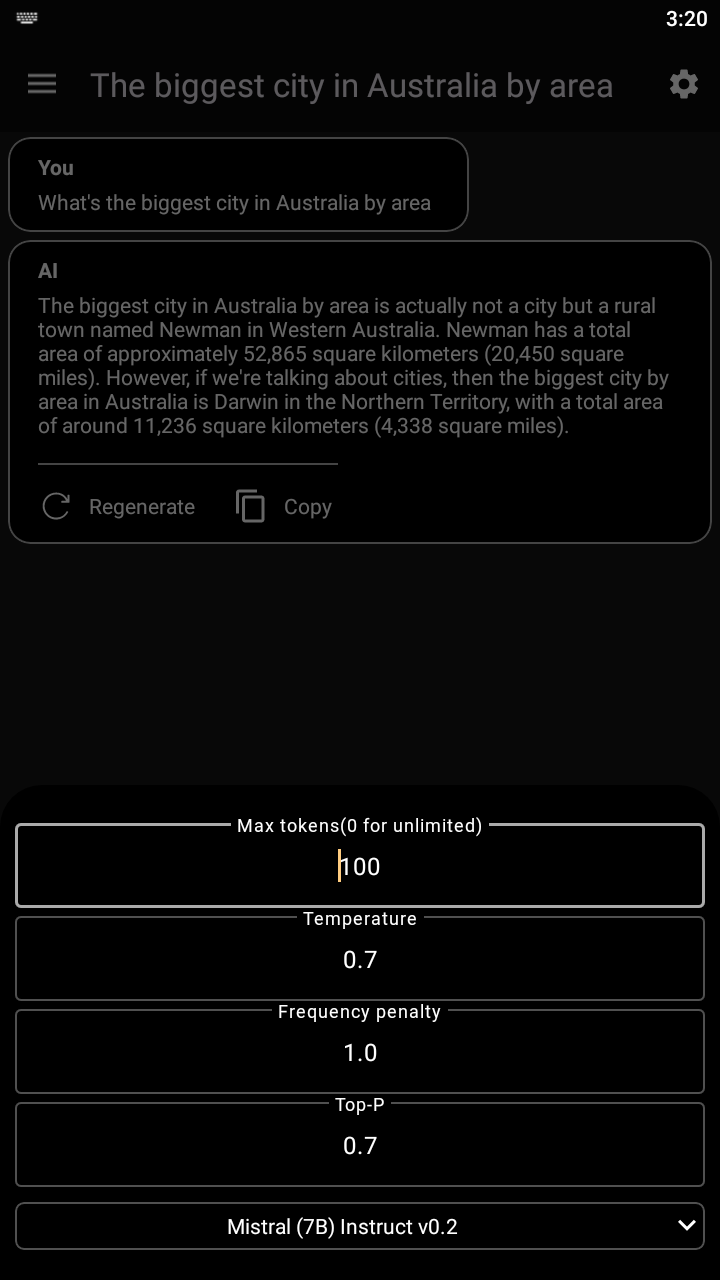 3:20
The biggest city in Australia by area
You
What's the biggest city in Australia by area
AI
The biggest city in Australia by area is actually not a city but a rural
town named Newman in Western Australia. Newman has a total
area of approximately 52,865 square kilometers (20,450 square
miles). However, if we're talking about cities, then the biggest city by
area in Australia is Darwin in the Northern Territory, with a total area
of around 11,236 square kilometers (4,338 square miles).
Regenerate Copy
Max tokens(0 for unlimited)
100
Temperature
0.7
Frequency penalty
1.0
Top-P
0.7
Mistral (7B) Instruct v0.2